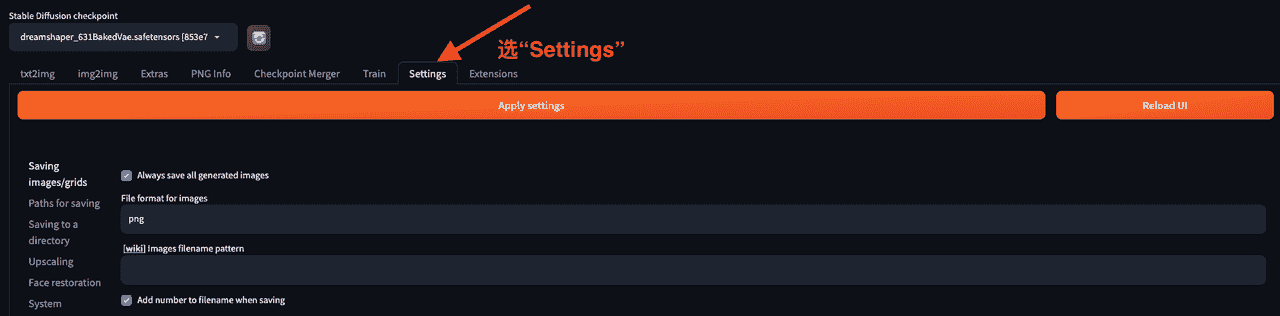 Stable Diffusion checkpoint
dreamshaper_631BakedVae.safetensors [853e7
选“Settings”
txt2img img2img Extras PNG Info Checkpoint Merger Train Settings Extensions
Apply settings Reload UI
Saving images/grids
Paths for saving
Saving to a directory
Upscaling
Face restoration
System
Always save all generated images
File format for images
png
[wiki] Images filename pattern
Add number to filename when saving